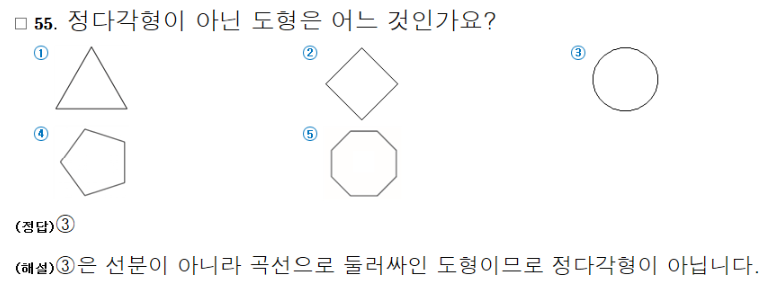 □ 55. 정다각형이 아닌 도형은 어느 것인가요?
① ② ③
④ ⑤
(정답)③
(해설)③은 선분이 아니라 곡선으로 둘러싸인 도형이므로 정다각형이 아닙니다.